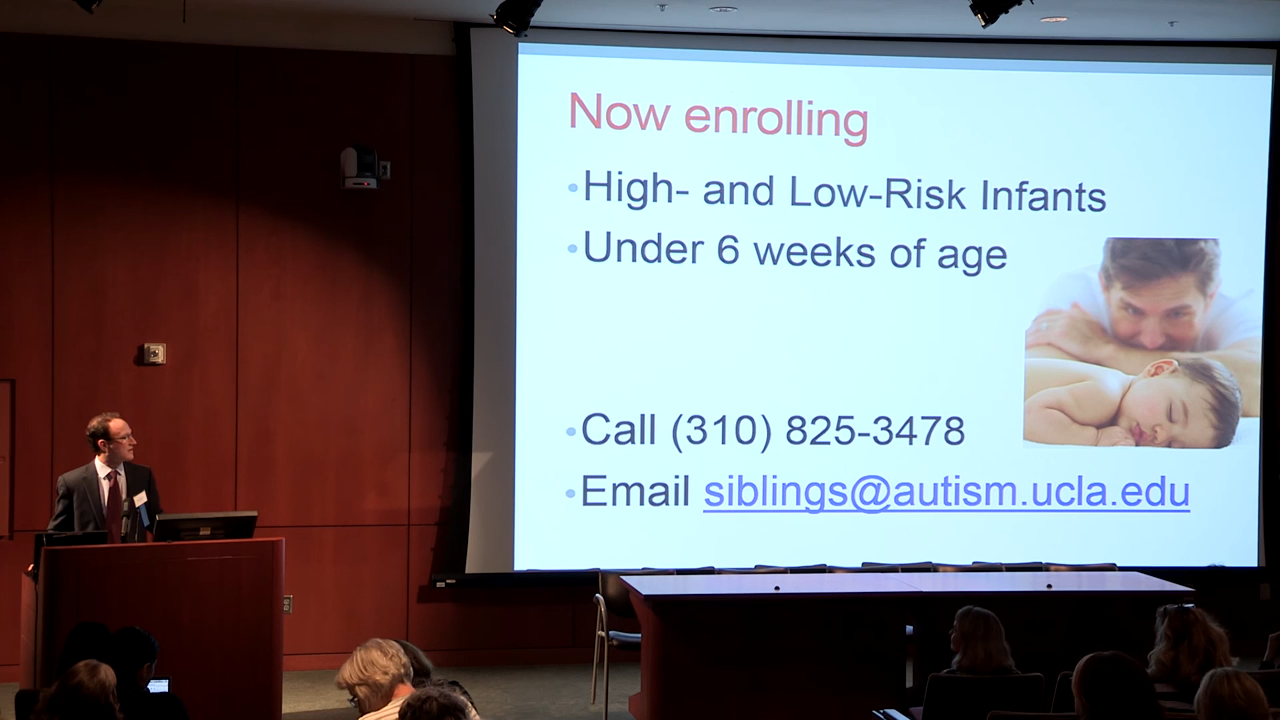 Now enrolling
•High- and Low-Risk Infants
•Under 6 weeks of age
•Call (310) 825-3478
•Email siblings@autism.ucla.edu